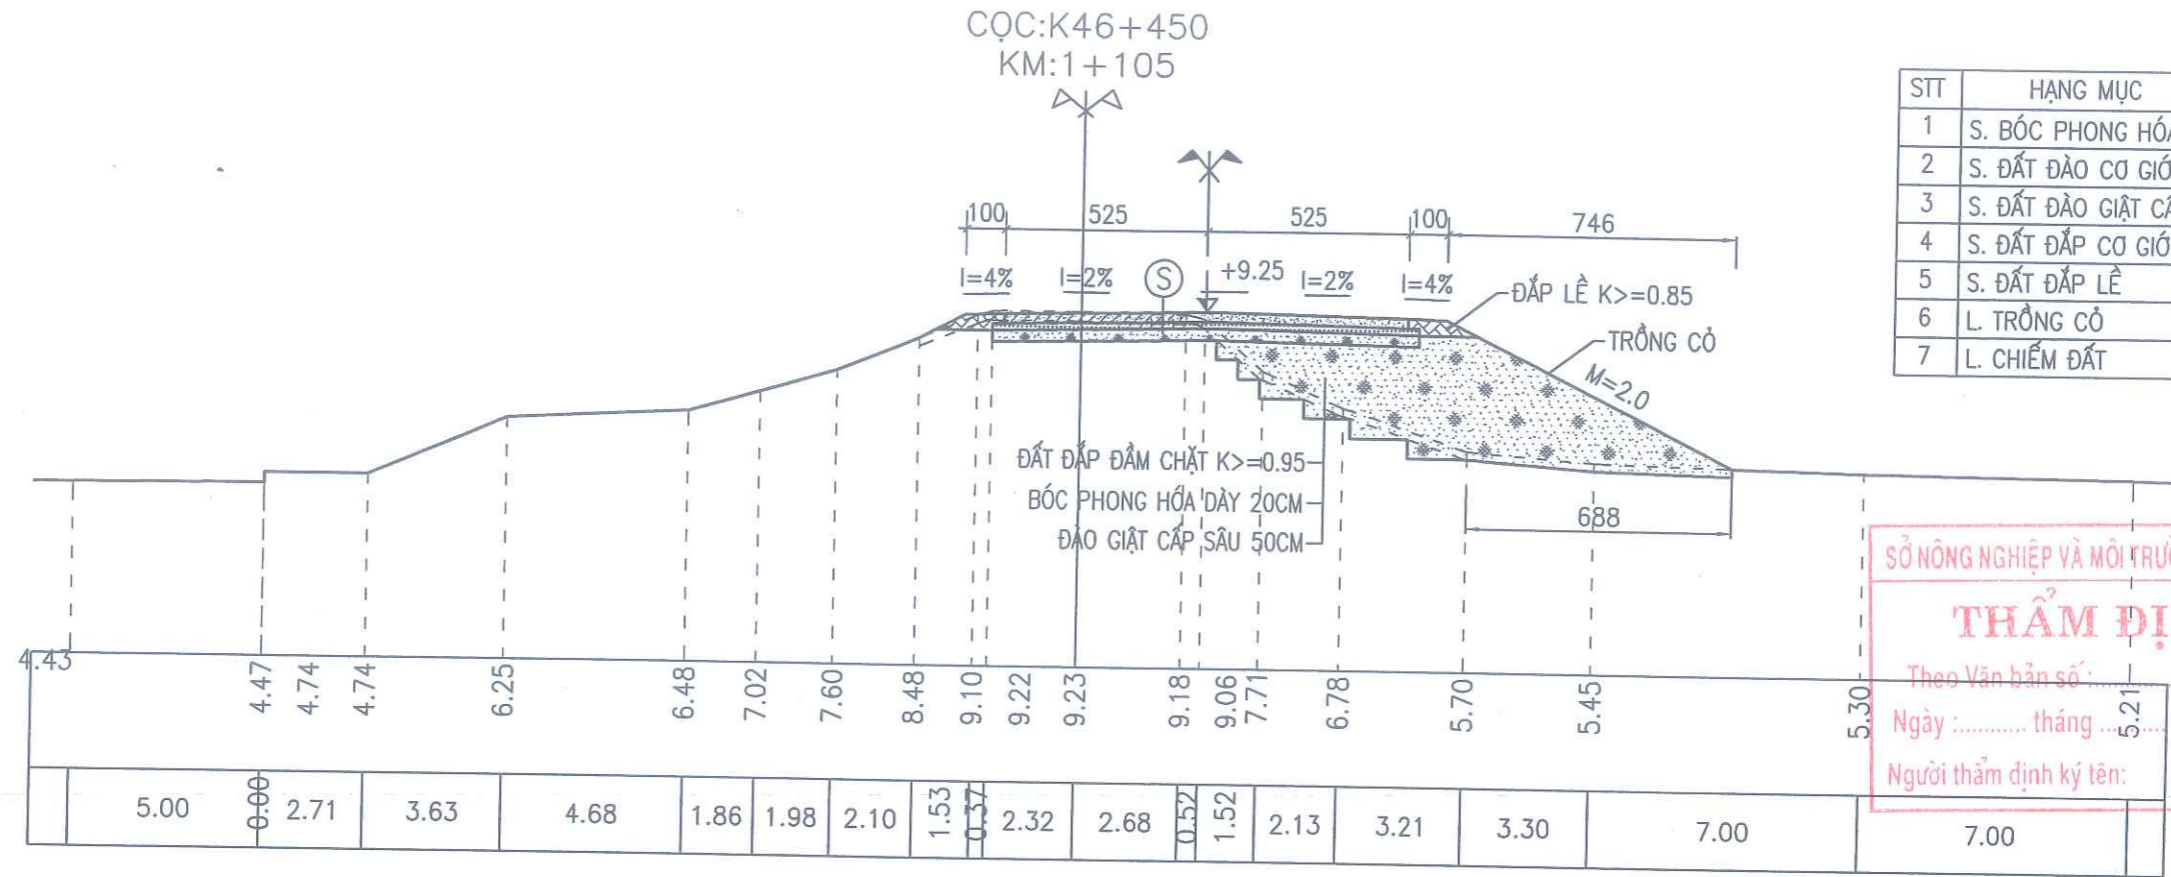 CỌC:K46+450
KM:1+105
STT HẠNG MỤC
1 S. BÓC PHONG HÓA
2 S. ĐẤT ĐÀO CƠ GIỚ
3 S. ĐẤT ĐÀO GIẬT CẤ
4 S. ĐẤT ĐẮP CƠ GIỚ
5 S. ĐẤT ĐẮP LỀ
6 L. TRỒNG CỎ
7 L. CHIẾM ĐẤT
100 525 525 100 746
I=4% I=2% S +9.25 I=2% I=4%
ĐẮP LỀ K>=0.85
TRỒNG CỎ
M=2.0
ĐẤT ĐẮP ĐẦM CHẶT K>=0.95
BÓC PHONG HÓA DÀY 20CM
ĐÀO GIẬT CẤP SÂU 50CM
688
SỞ NÔNG NGHIỆP VÀ MÔI TRƯỜ
THẨM ĐỊ
Theo Văn bản số :..........
Ngày :............ tháng ..........
Người thẩm định ký tên:
4.43 4.47 4.74 4.74 6.25 6.48 7.02 7.60 8.48 9.10 9.22 9.23 9.18 9.06 7.71 6.78 5.70 5.45 5.30 5.21
5.00 0.00 2.71 3.63 4.68 1.86 1.98 2.10 1.53 0.37 2.32 2.68 0.52 1.52 2.13 3.21 3.30 7.00 7.00